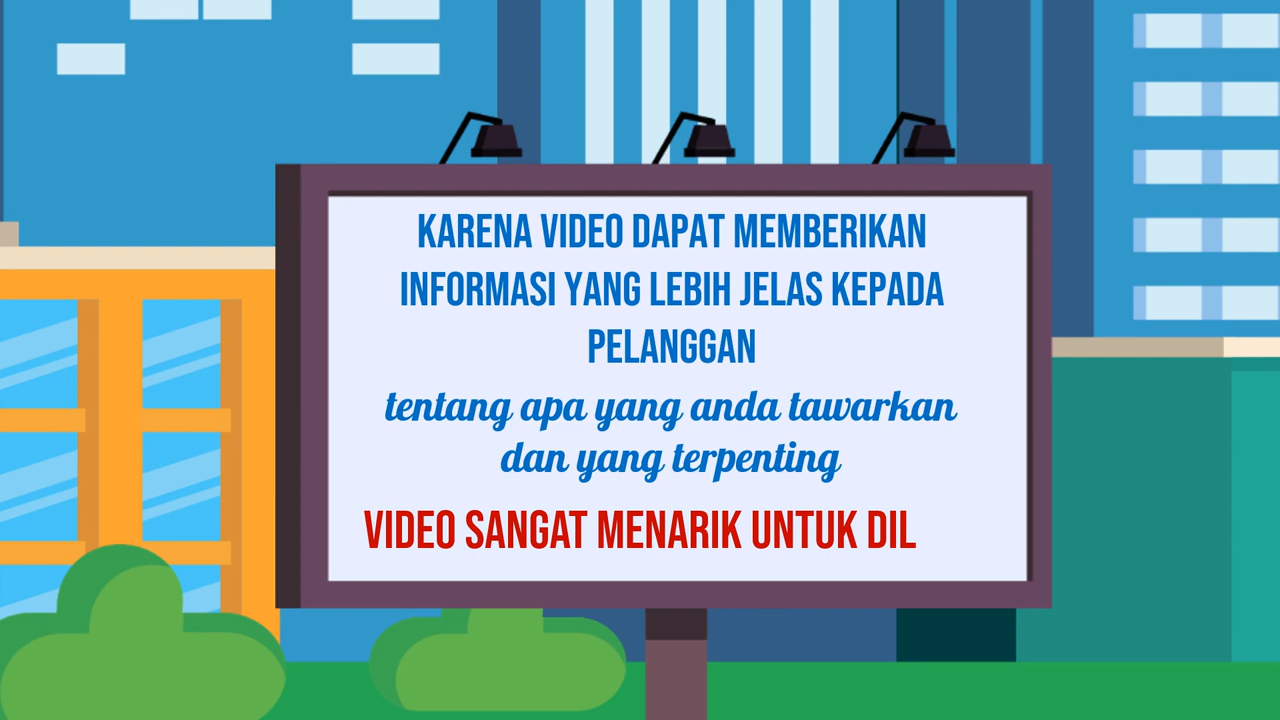 KARENA VIDEO DAPAT MEMBERIKAN
INFORMASI YANG LEBIH JELAS KEPADA
PELANGGAN
tentang apa yang anda tawarkan
dan yang terpenting
VIDEO SANGAT MENARIK UNTUK DIL